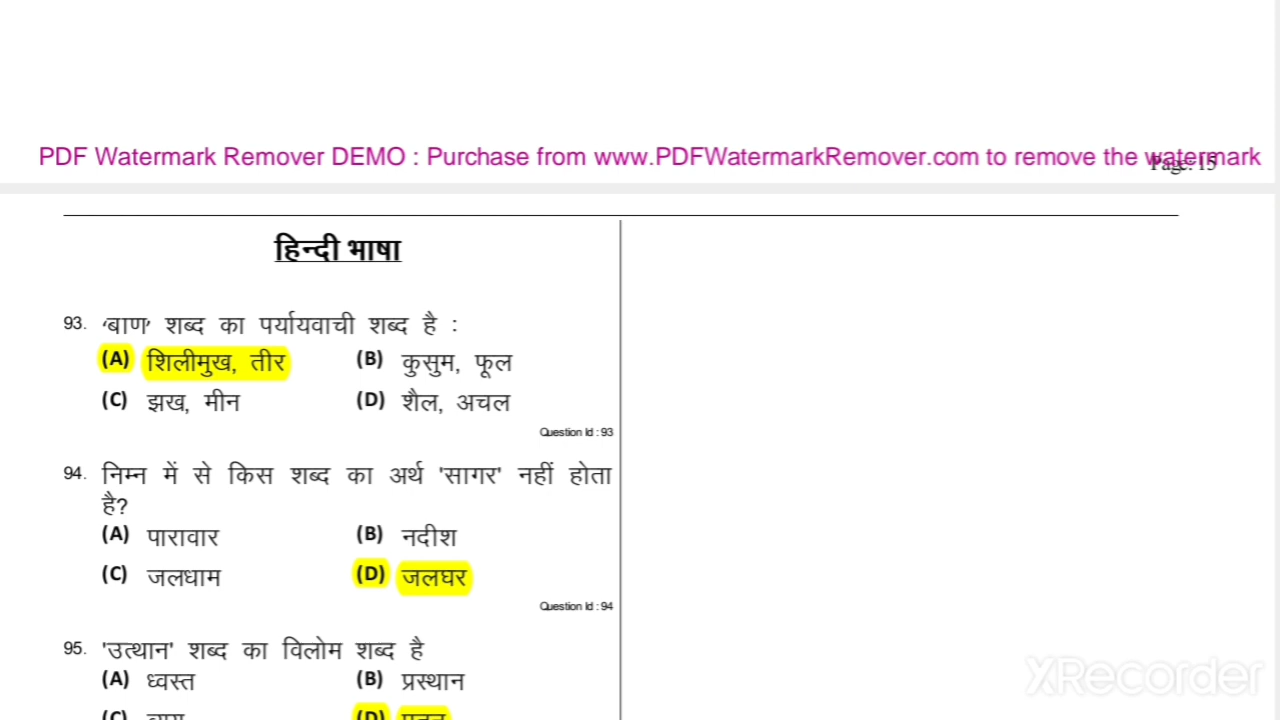 PDF Watermark Remover DEMO : Purchase from www.PDFWatermarkRemover.com to remove the watermark
Page: 15
हिन्दी भाषा
93. 'बाण' शब्द का पर्यायवाची शब्द है :
(A) शिलीमुख, तीर (B) कुसुम, फूल
(C) झख, मीन (D) शैल, अचल
Question Id : 93
94. निम्न में से किस शब्द का अर्थ 'सागर' नहीं होता
है?
(A) पारावार (B) नदीश
(C) जलधाम (D) जलघर
Question Id : 94
95. 'उत्थान' शब्द का विलोम शब्द है
(A) ध्वस्त (B) प्रस्थान
(C) (D)
XRecorder